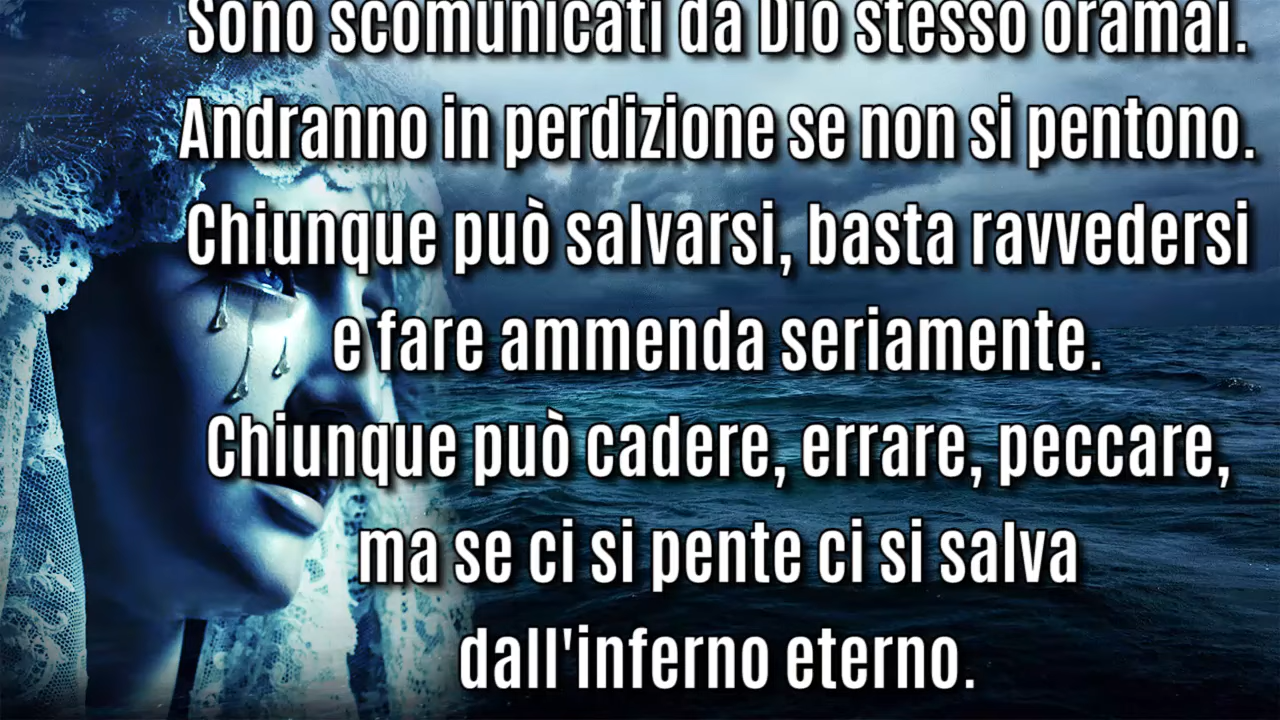 Sono scomunicati da Dio stesso oramai.
Andranno in perdizione se non si pentono.
Chiunque può salvarsi, basta ravvedersi
e fare ammenda seriamente.
Chiunque può cadere, errare, peccare,
ma se ci si pente ci si salva
dall'inferno eterno.